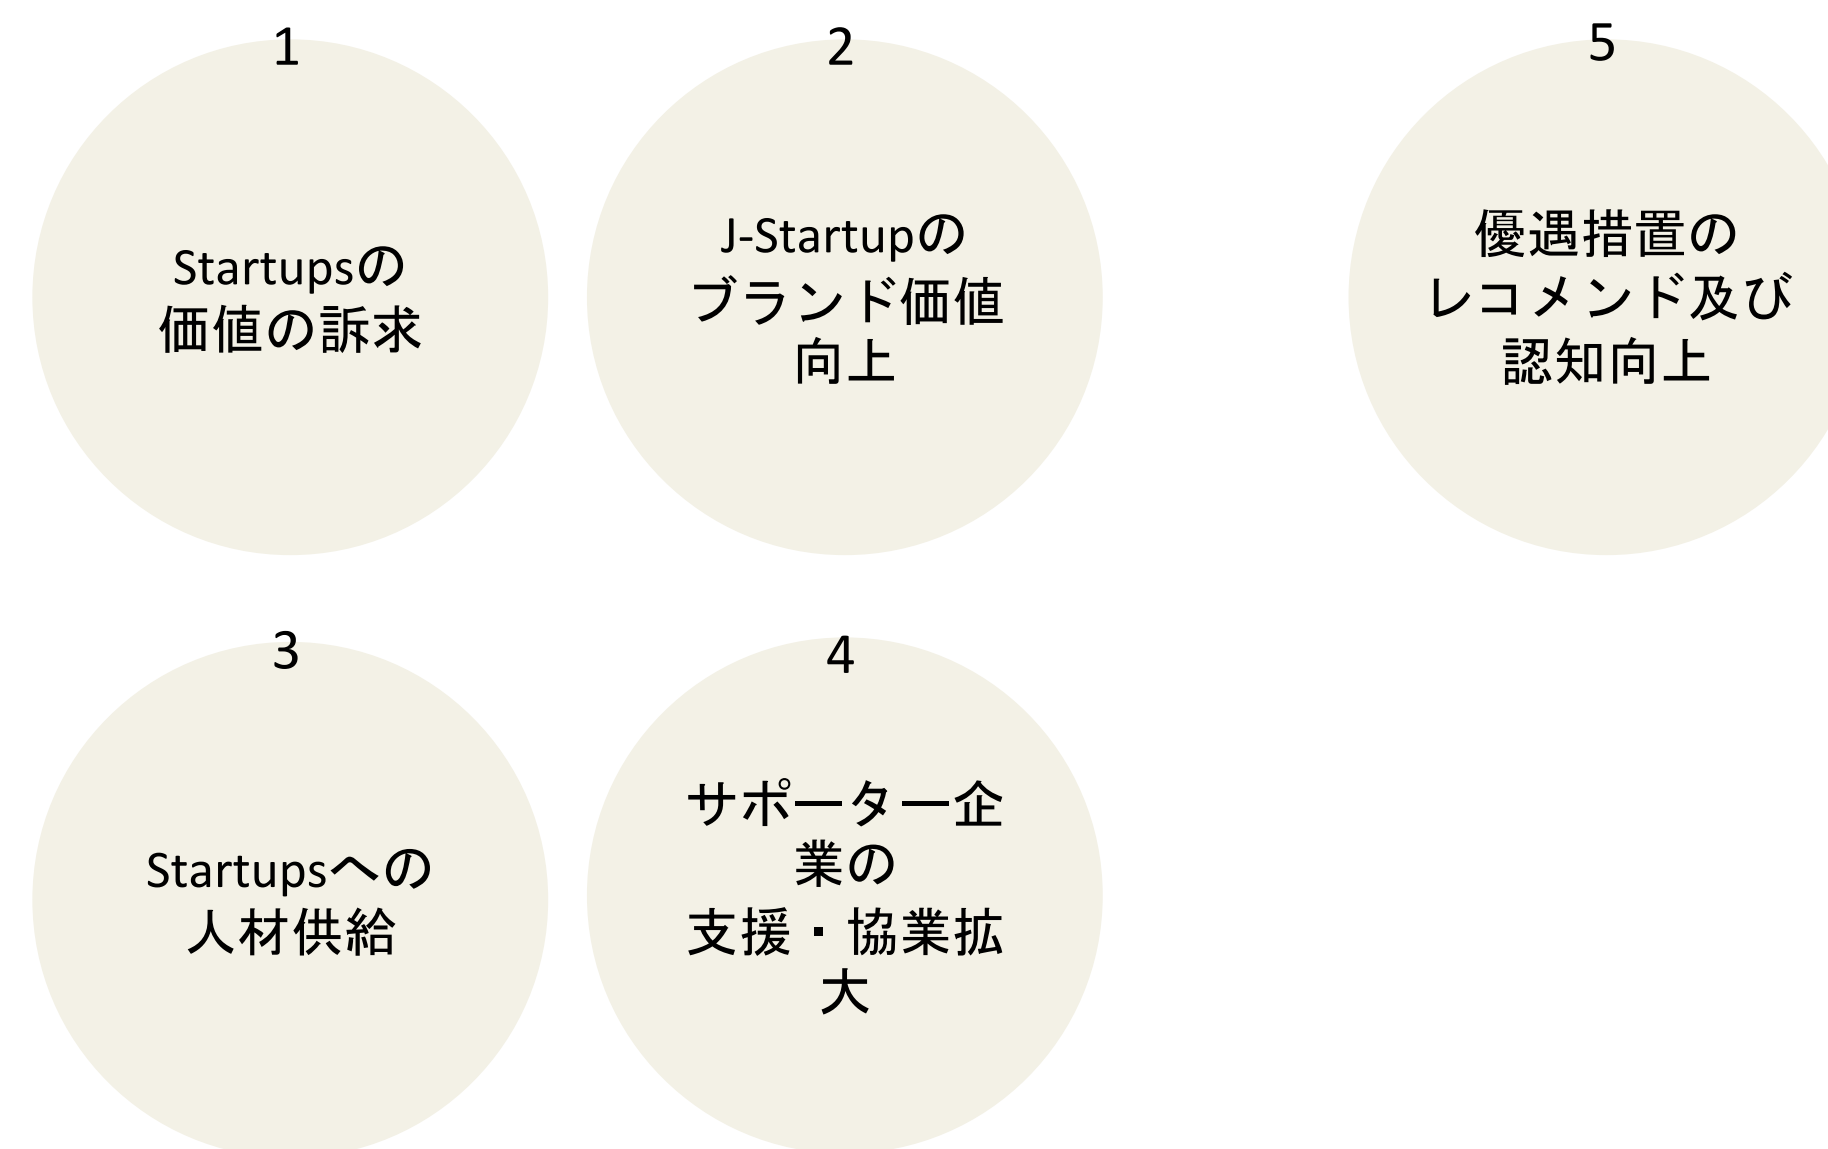 1
Startupsの
価値の訴求
2
J-Startupの
ブランド価値
向上
5
優遇措置の
レコメンド及び
認知向上
3
Startupsへの
人材供給
4
サポーター企
業の
支援・協業拡
大